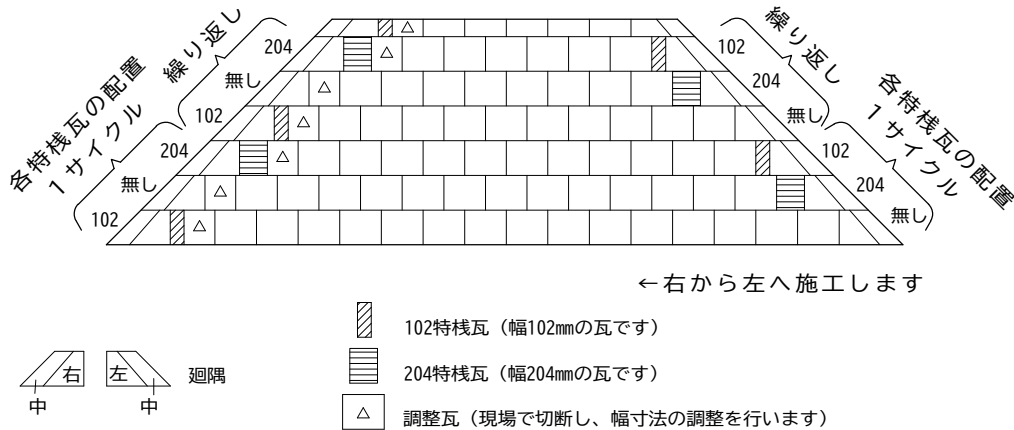 繰り返し
各特桟瓦の配置
1サイクル
204
無し
102
204
無し
102
繰り返し
各特桟瓦の配置
1サイクル
102
204
無し
102
204
無し
←右から左へ施工します
102特桟瓦（幅102㎜の瓦です）
204特桟瓦（幅204㎜の瓦です）
調整瓦（現場で切断し、幅寸法の調整を行います）
右 左 廻隅
中 中